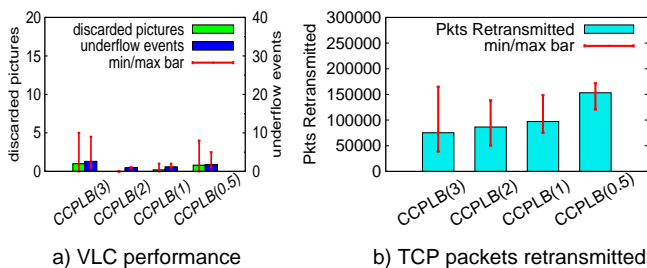 discarded pictures
underflow events
min/max bar
20
15
10
5
0
discarded pictures
40
30
20
10
0
underflow events
CCPLB(3)
CCPLB(2)
CCPLB(1)
CCPLB(0.5)
a) VLC performance
Pkts Retransmitted
min/max bar
300000
250000
200000
150000
100000
50000
0
Pkts Retransmitted
CCPLB(3)
CCPLB(2)
CCPLB(1)
CCPLB(0.5)
b) TCP packets retransmitted